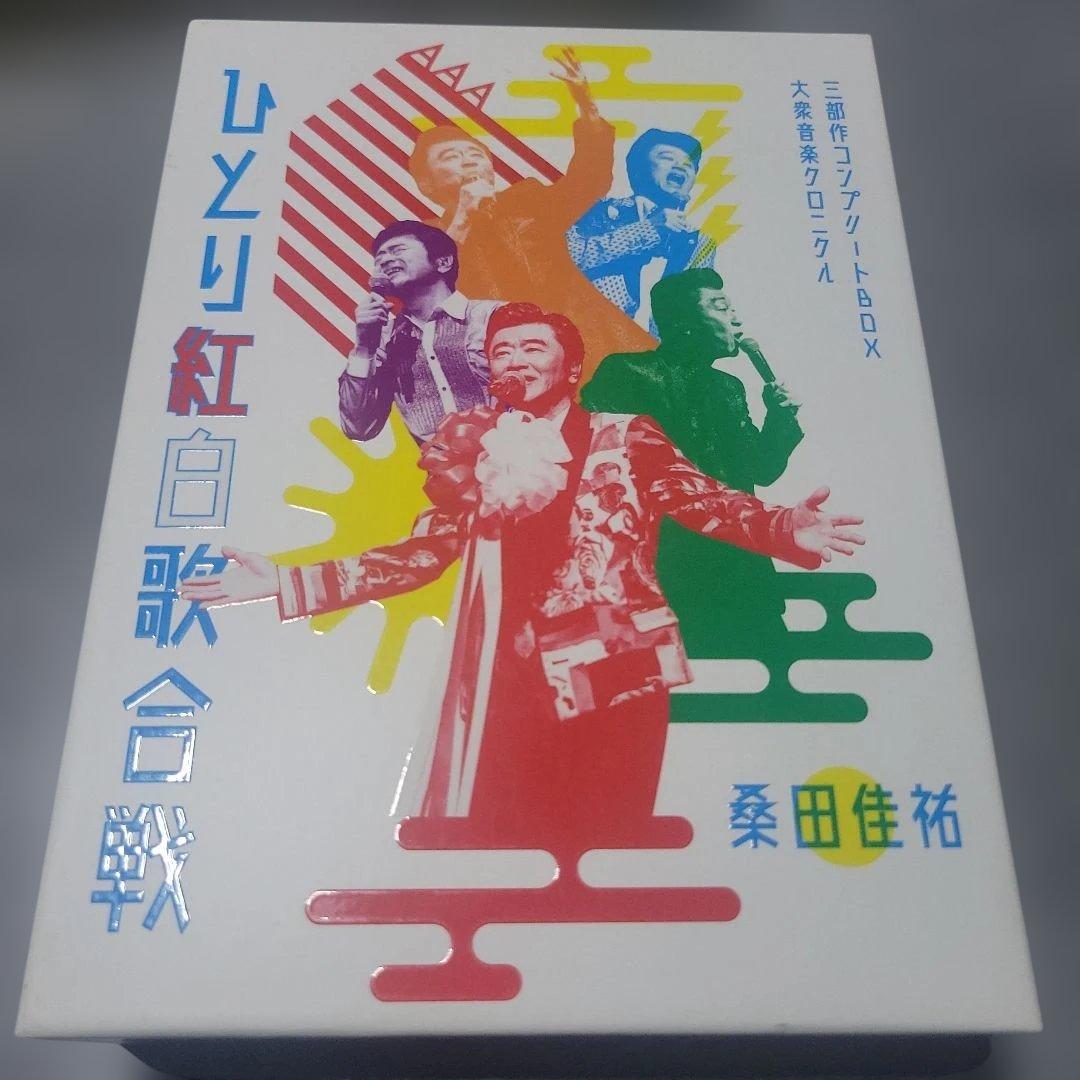 三部作コンプリートBOX
大衆音楽クロニクル
ひとり紅白歌合戦
桑田佳祐